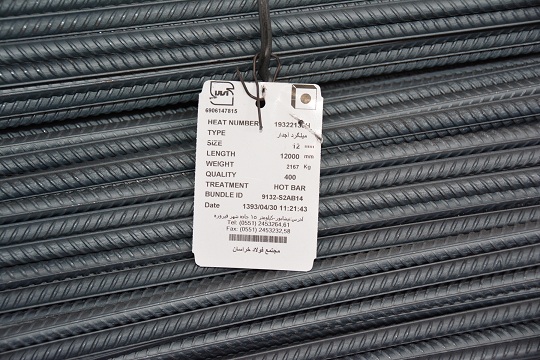 6906147815
HEAT NUMBER
TYPE میلگرد آجدار
SIZE 12
LENGTH 12000 mm
WEIGHT 2167 Kg
QUALITY 400
TREATMENT HOT BAR
BUNDLE ID 9132-S2AB14
Date 1393/04/30 11:21:43
Tel: (0551) 2453264,61
Fax: (0551) 2453232,58
مجتمع فولاد خراسان